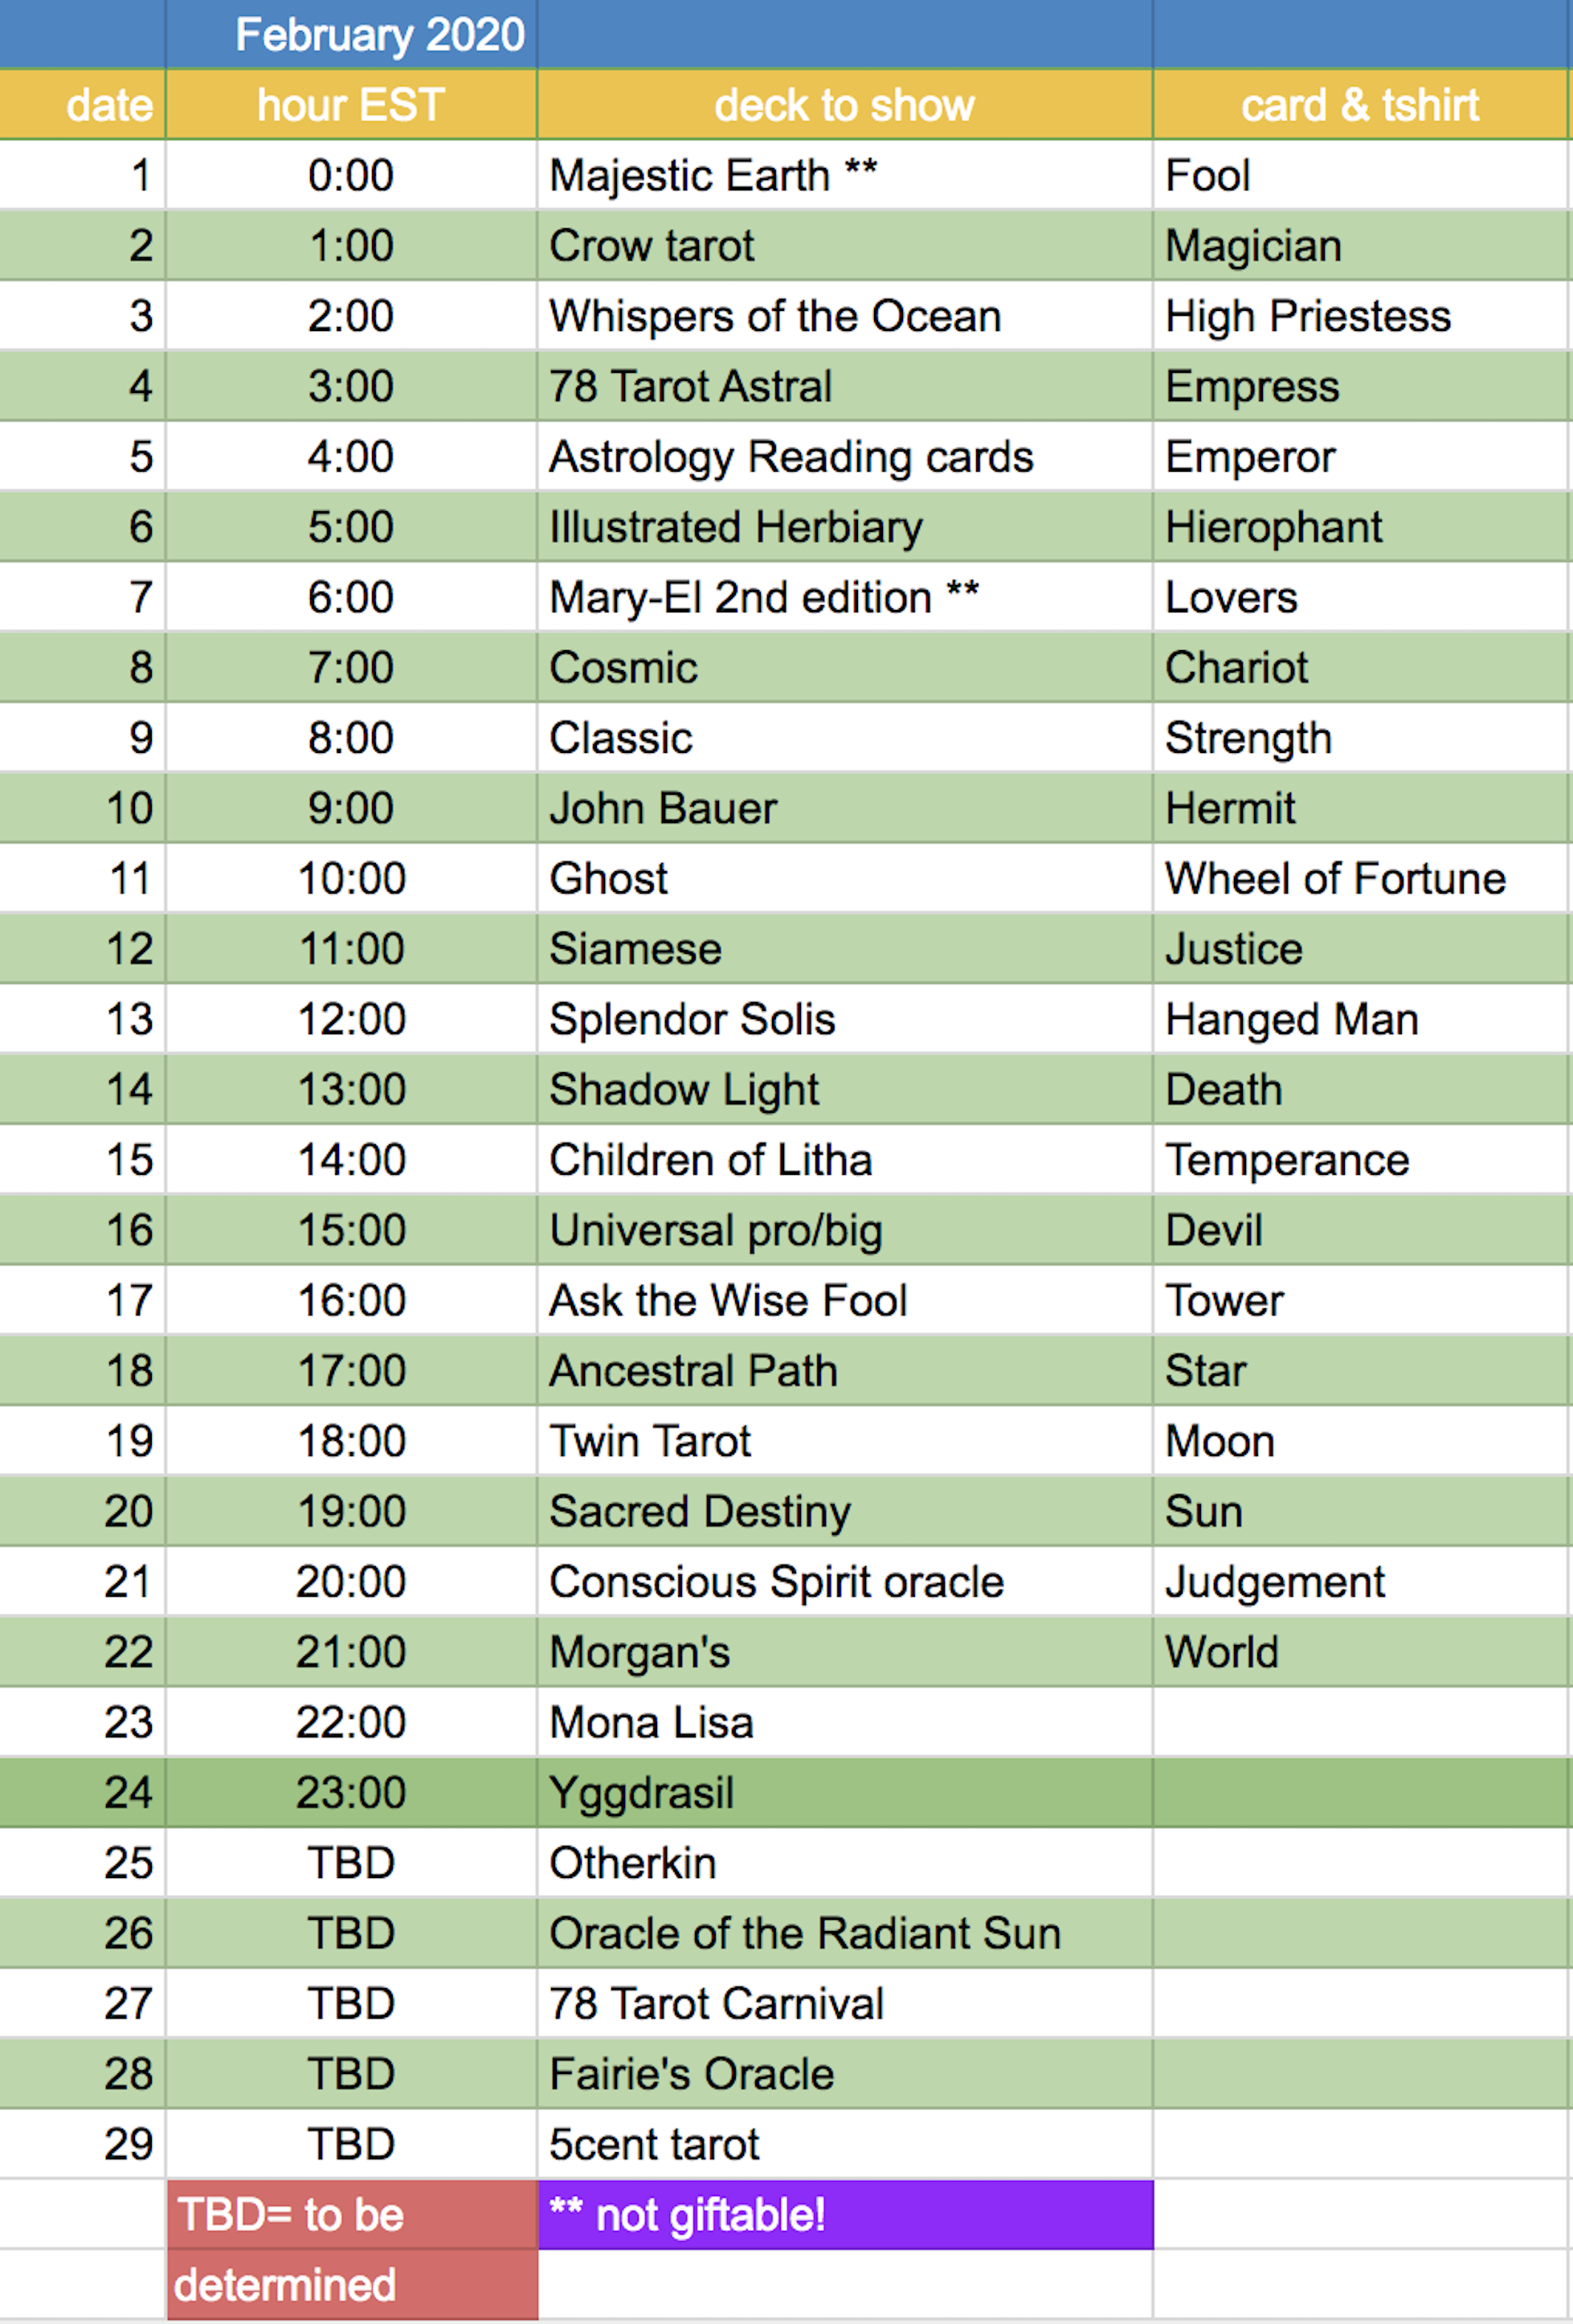 February 2020
date hour EST deck to show card & tshirt
1 0:00 Majestic Earth ** Fool
2 1:00 Crow tarot Magician
3 2:00 Whispers of the Ocean High Priestess
4 3:00 78 Tarot Astral Empress
5 4:00 Astrology Reading cards Emperor
6 5:00 Illustrated Herbiary Hierophant
7 6:00 Mary-El 2nd edition ** Lovers
8 7:00 Cosmic Chariot
9 8:00 Classic Strength
10 9:00 John Bauer Hermit
11 10:00 Ghost Wheel of Fortune
12 11:00 Siamese Justice
13 12:00 Splendor Solis Hanged Man
14 13:00 Shadow Light Death
15 14:00 Children of Litha Temperance
16 15:00 Universal pro/big Devil
17 16:00 Ask the Wise Fool Tower
18 17:00 Ancestral Path Star
19 18:00 Twin Tarot Moon
20 19:00 Sacred Destiny Sun
21 20:00 Conscious Spirit oracle Judgement
22 21:00 Morgan's World
23 22:00 Mona Lisa
24 23:00 Yggdrasil
25 TBD Otherkin
26 TBD Oracle of the Radiant Sun
27 TBD 78 Tarot Carnival
28 TBD Fairie's Oracle
29 TBD 5cent tarot
TBD= to be ** not giftable!
determined